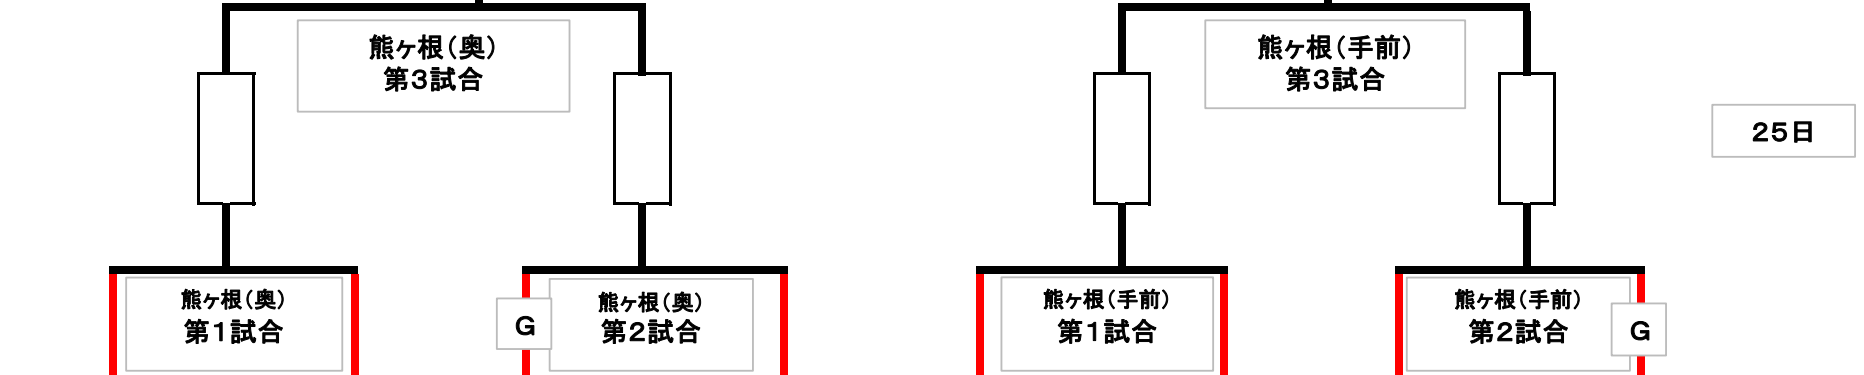 熊ヶ根（奥）
第３試合
熊ヶ根（手前）
第３試合
２５日
熊ヶ根（奥）
第１試合
G
熊ヶ根（奥）
第２試合
熊ヶ根（手前）
第１試合
熊ヶ根（手前）
第２試合
G